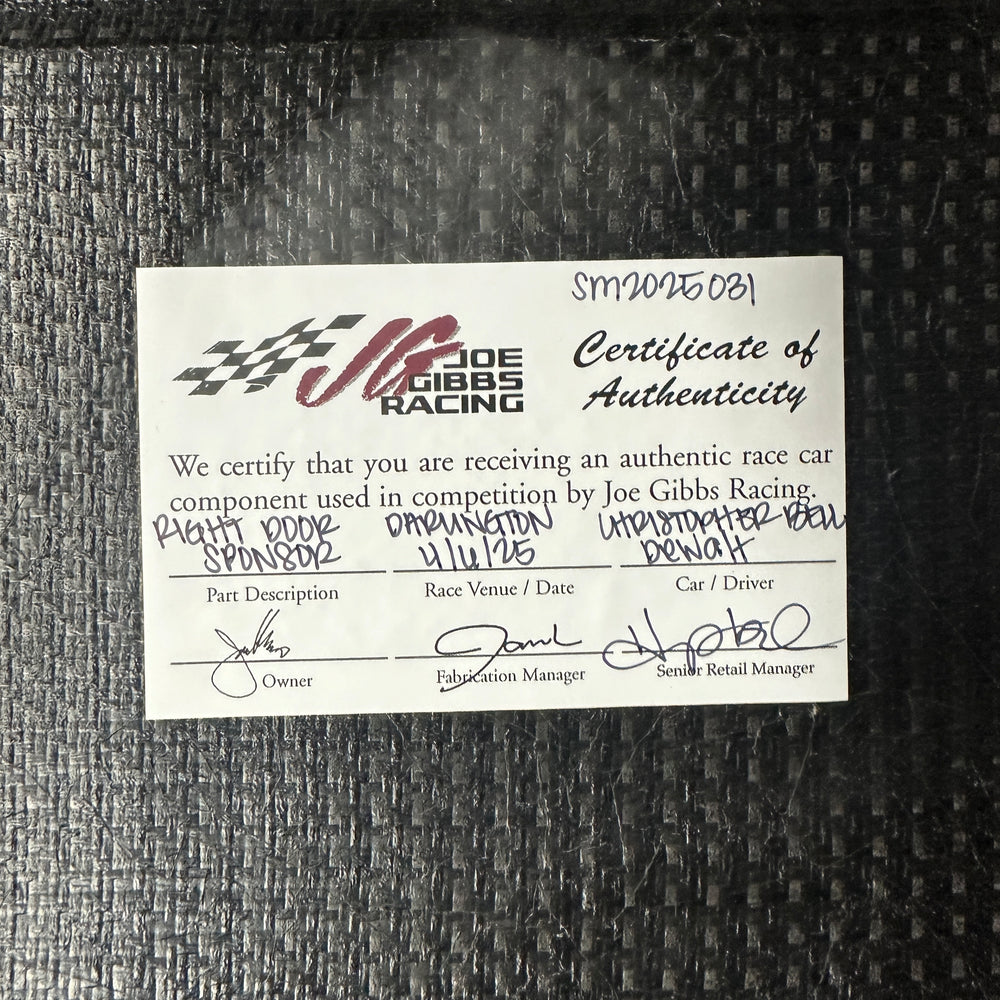 SM2025031
JG JOE
GIBBS
RACING
Certificate of
Authenticity
We certify that you are receiving an authentic race car
component used in competition by Joe Gibbs Racing.
RIGHT DOOR
SPONSOR
DARLINGTON
4/6/25
CHRISTOPHER BELL
DEWALT
Part Description
Race Venue / Date
Car / Driver
Owner
Fabrication Manager
Senior Retail Manager